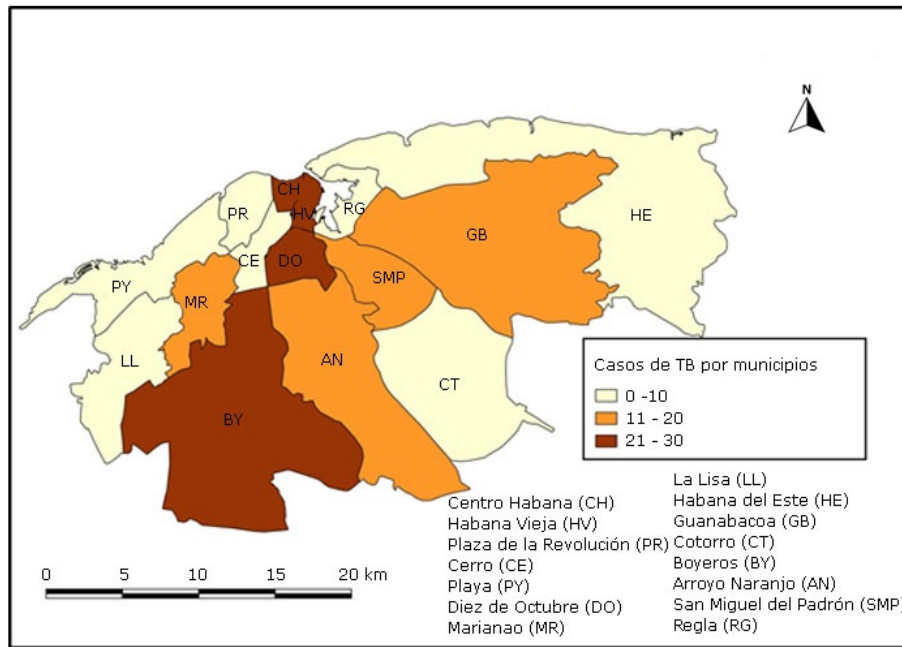 N
CH
PR
HV
RG
HE
GB
CE
DO
SMP
PY
MR
LL
AN
CT
BY
Casos de TB por municipios
0 -10
11 - 20
21 - 30
Centro Habana (CH)
Habana Vieja (HV)
Plaza de la Revolución (PR)
Cerro (CE)
Playa (PY)
Diez de Octubre (DO)
Marianao (MR)
La Lisa (LL)
Habana del Este (HE)
Guanabacoa (GB)
Cotorro (CT)
Boyeros (BY)
Arroyo Naranjo (AN)
San Miguel del Padrón (SMP)
Regla (RG)
0 5 10 15 20 km